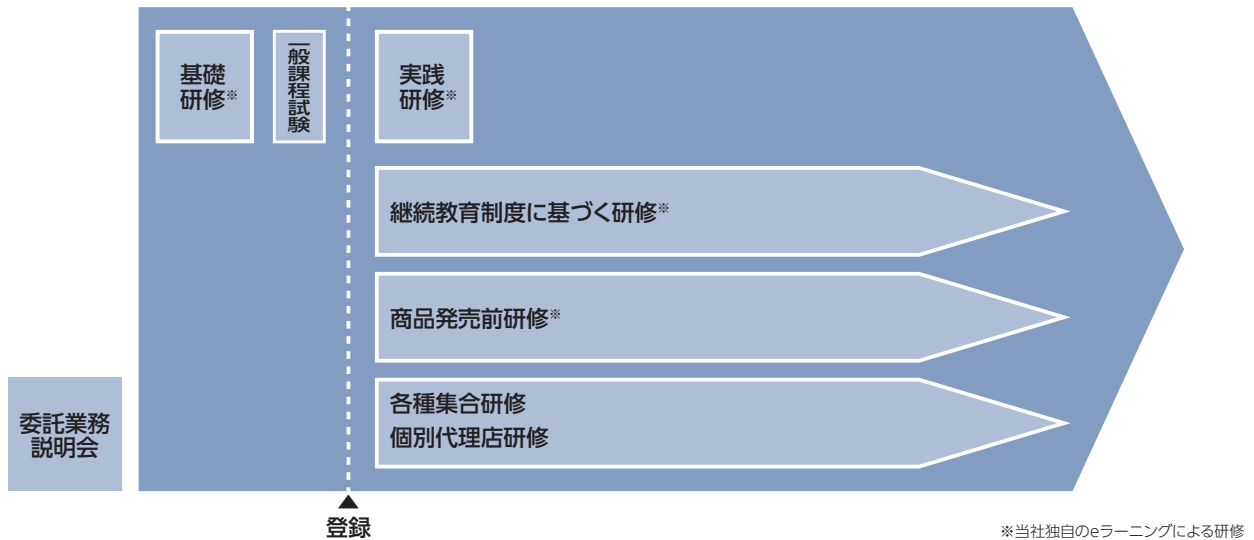 基礎
研修※
一般課程試験
実践
研修※
継続教育制度に基づく研修※
商品発売前研修※
各種集合研修
個別代理店研修
委託業務
説明会
登録
※当社独自のeラーニングによる研修